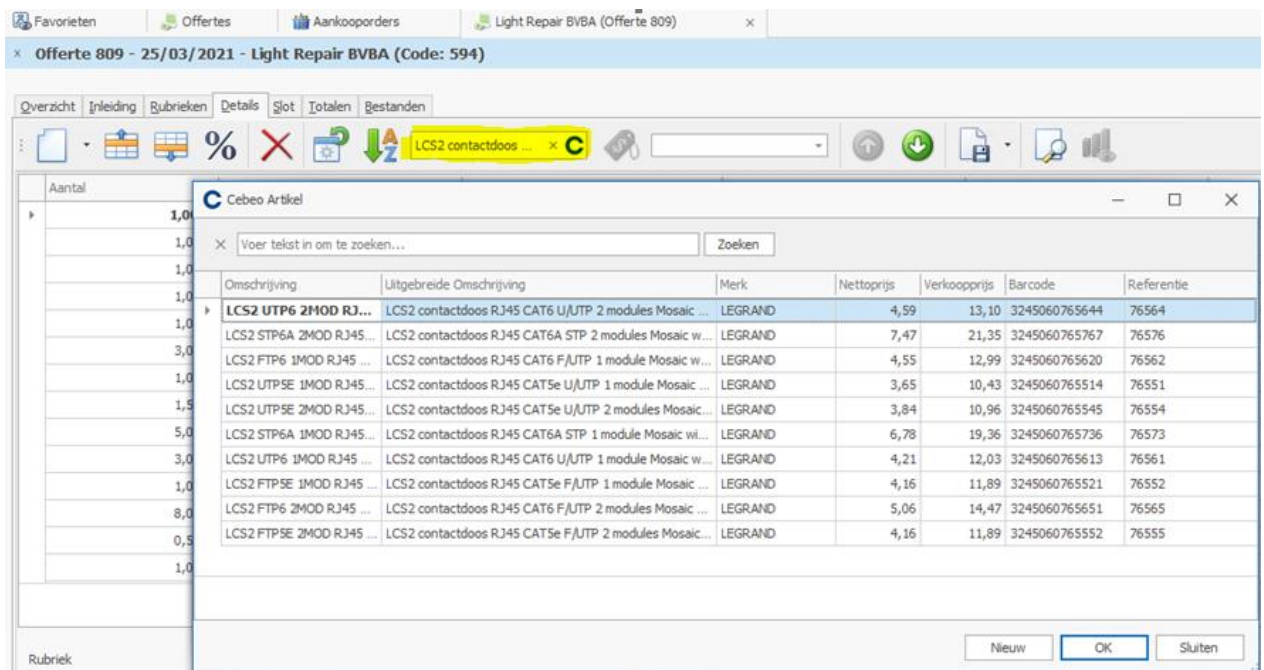 Favorieten Offertes Aankooporders Light Repair BVBA (Offerte 809)
Offerte 809 - 25/03/2021 - Light Repair BVBA (Code: 594)
Overzicht Inleiding Rubrieken Details Slot Totalen Bestanden
% LCS2 contactdoos ... C
Aantal
1,00
1,0
1,0
1,0
1,0
3,0
1,0
1,5
5,0
3,0
1,0
8,0
0,5
1,0
Rubriek
C Cebeo Artikel
Voer tekst in om te zoeken... Zoeken
Omschrijving Uitgebreide Omschrijving Merk Nettoprijs Verkoopprijs Barcode Referentie
LCS2 UTP6 2MOD RJ... LCS2 contactdoos RJ45 CAT6 U/UTP 2 modules Mosaic ... LEGRAND 4,59 13,10 3245060765644 76564
LCS2 STP6A 2MOD RJ45... LCS2 contactdoos RJ45 CAT6A STP 2 modules Mosaic w... LEGRAND 7,47 21,35 3245060765767 76576
LCS2 FTP6 1MOD RJ45 ... LCS2 contactdoos RJ45 CAT6 F/UTP 1 module Mosaic w... LEGRAND 4,55 12,99 3245060765620 76562
LCS2 UTP5E 1MOD RJ45... LCS2 contactdoos RJ45 CAT5e U/UTP 1 module Mosaic ... LEGRAND 3,65 10,43 3245060765514 76551
LCS2 UTP5E 2MOD RJ45... LCS2 contactdoos RJ45 CAT5e U/UTP 2 modules Mosaic... LEGRAND 3,84 10,96 3245060765545 76554
LCS2 STP6A 1MOD RJ45... LCS2 contactdoos RJ45 CAT6A STP 1 module Mosaic wi... LEGRAND 6,78 19,36 3245060765736 76573
LCS2 UTP6 1MOD RJ45 ... LCS2 contactdoos RJ45 CAT6 U/UTP 1 module Mosaic w... LEGRAND 4,21 12,03 3245060765613 76561
LCS2 FTP5E 1MOD RJ45 ... LCS2 contactdoos RJ45 CAT5e F/UTP 1 module Mosaic ... LEGRAND 4,16 11,89 3245060765521 76552
LCS2 FTP6 2MOD RJ45 ... LCS2 contactdoos RJ45 CAT6 F/UTP 2 modules Mosaic ... LEGRAND 5,06 14,47 3245060765651 76565
LCS2 FTP5E 2MOD RJ45 ... LCS2 contactdoos RJ45 CAT5e F/UTP 2 modules Mosaic... LEGRAND 4,16 11,89 3245060765552 76555
Nieuw OK Sluiten